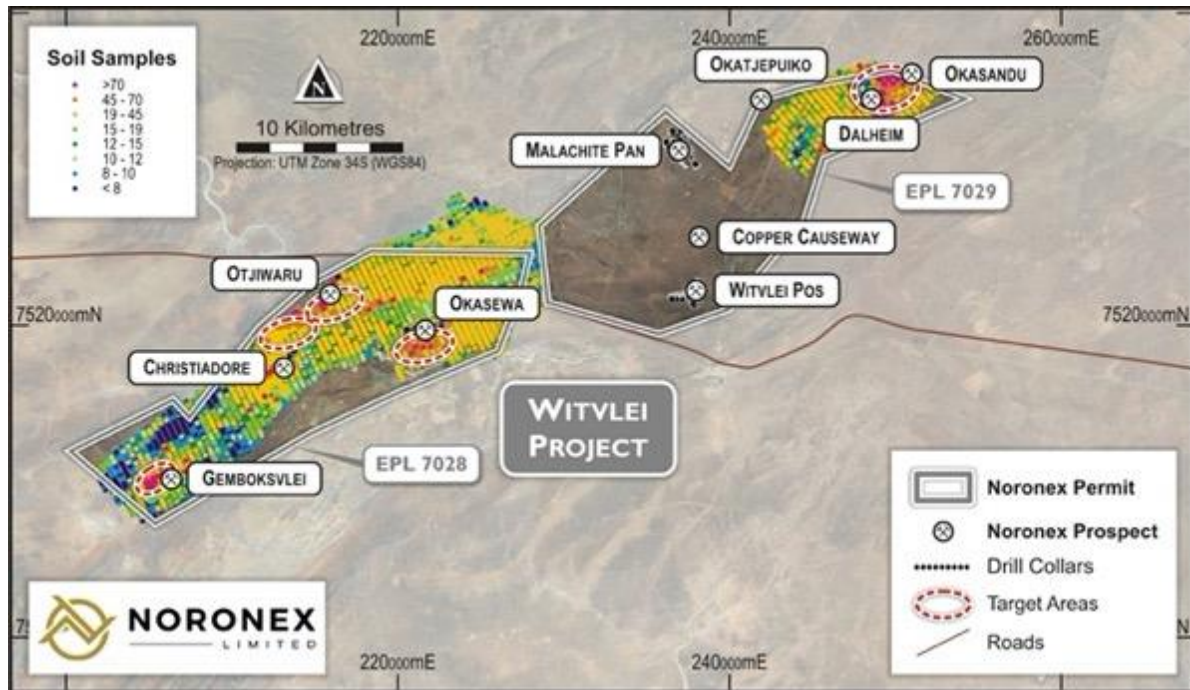 220000mE
240000mE
260000mE
Soil Samples
>70
45 - 70
19 - 45
15 - 19
12 - 15
10 - 12
8 - 10
< 8
N
10 Kilometres
Projection: UTM Zone 34S (WGS84)
OKATJEPUIKO
OKASANDU
MALACHITE PAN
DALHEIM
EPL 7029
COPPER CAUSEWAY
OTJIWARU
WITVLEI POS
OKASEWA
7520000mN
7520000mN
CHRISTIADORE
WITVLEI
PROJECT
EPL 7028
GEMBOKSVLEI
Noronex Permit
Noronex Prospect
Drill Collars
Target Areas
Roads
NORONEX
LIMITED
220000mE
240000mE